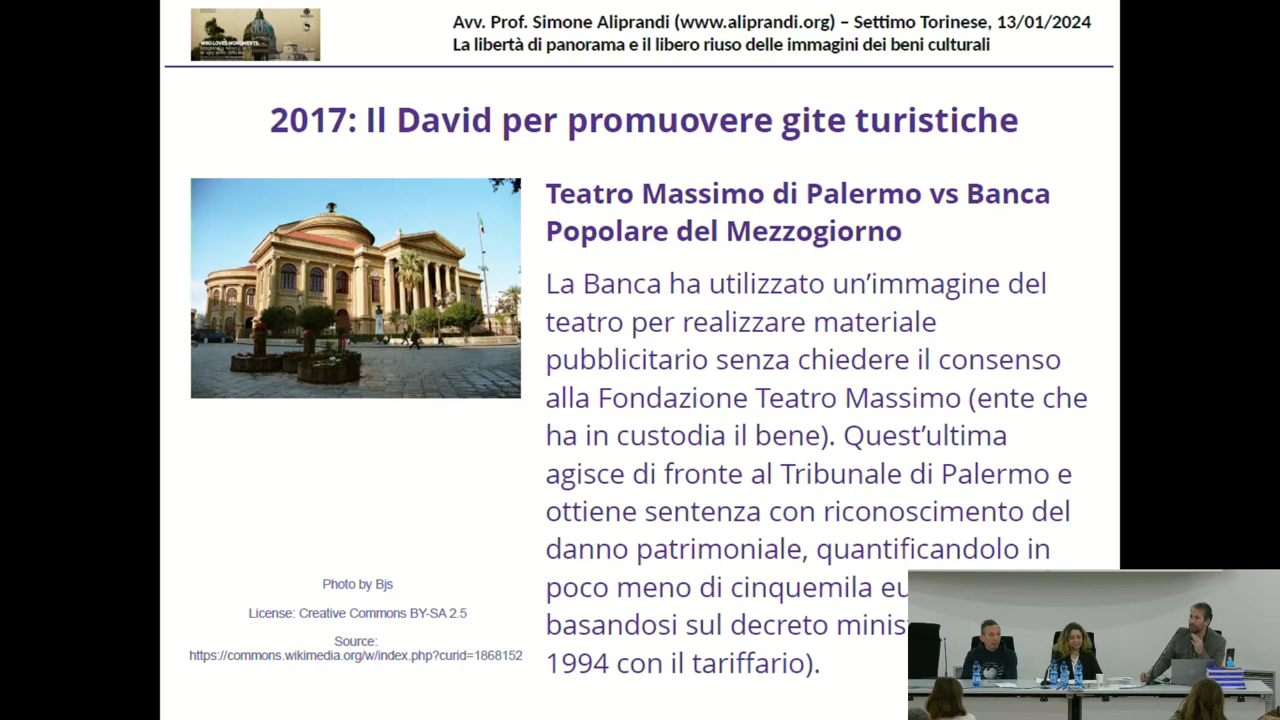 Avv. Prof. Simone Aliprandi (www.aliprandi.org) – Settimo Torinese, 13/01/2024
La libertà di panorama e il libero riuso delle immagini dei beni culturali
WIKI LOVES MONUMENTS
2017: Il David per promuovere gite turistiche
Teatro Massimo di Palermo vs Banca
Popolare del Mezzogiorno
La Banca ha utilizzato un’immagine del
teatro per realizzare materiale
pubblicitario senza chiedere il consenso
alla Fondazione Teatro Massimo (ente che
ha in custodia il bene). Quest’ultima
agisce di fronte al Tribunale di Palermo e
ottiene sentenza con riconoscimento del
danno patrimoniale, quantificandolo in
poco meno di cinquemila eu
basandosi sul decreto minis
1994 con il tariffario).
Photo by Bjs
License: Creative Commons BY-SA 2.5
Source:
https://commons.wikimedia.org/w/index.php?curid=1868152